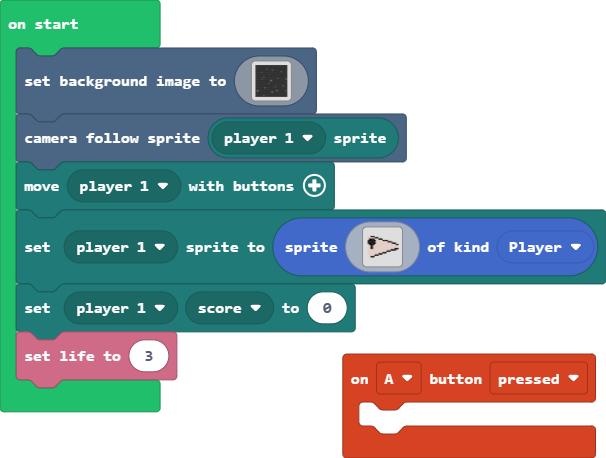 on start
set background image to
camera follow sprite player 1 sprite
move player 1 with buttons
set player 1 sprite to sprite of kind Player
set player 1 score to 0
set life to 3
on A button pressed